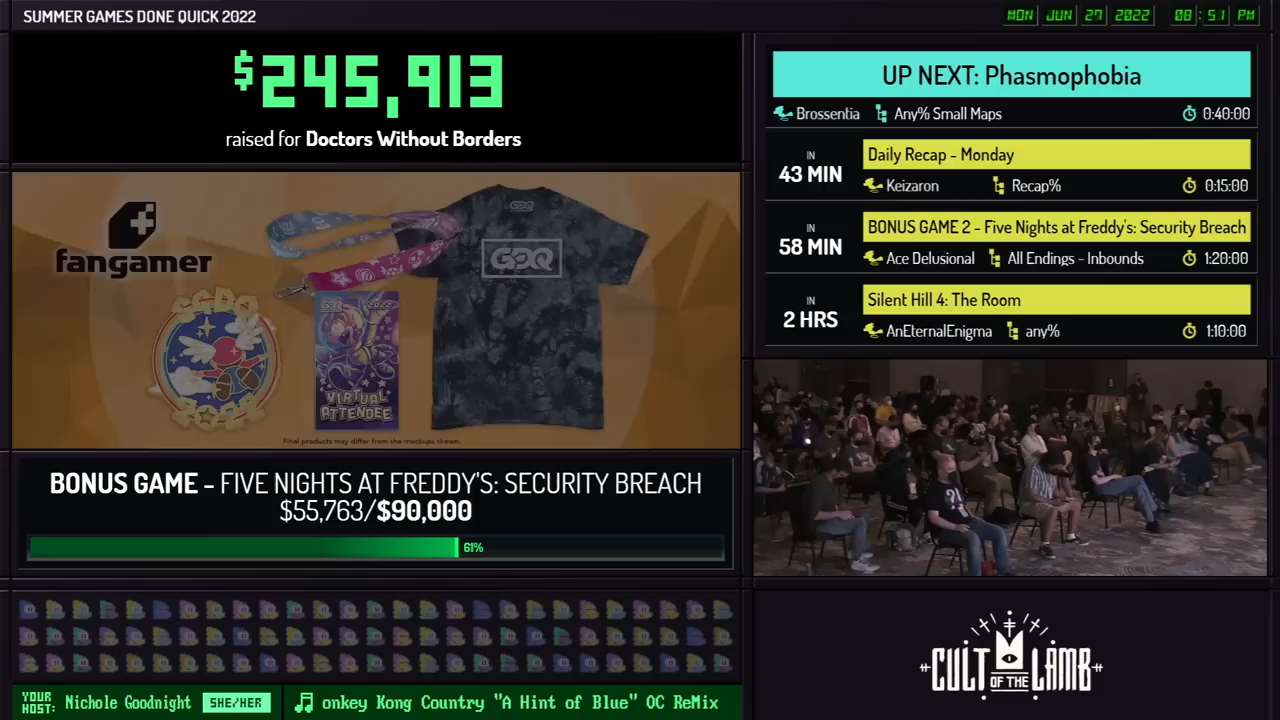 SUMMER GAMES DONE QUICK 2022
MON JUN 27 2022 08:51 PM
$245,913
raised for Doctors Without Borders
fangamer
GDQ
GDQ
VIRTUAL
ATTENDEE
2022
Final products may differ from the mockups shown.
BONUS GAME - FIVE NIGHTS AT FREDDY'S: SECURITY BREACH
$55,763/$90,000
61%
YOUR HOST: Nichole Goodnight SHE/HER
onkey Kong Country "A Hint of Blue" OC ReMix
UP NEXT: Phasmophobia
Brossentia Any% Small Maps 0:40:00
IN
43 MIN
Daily Recap - Monday
Keizaron Recap% 0:15:00
IN
58 MIN
BONUS GAME 2 - Five Nights at Freddy's: Security Breach
Ace Delusional All Endings - Inbounds 1:20:00
IN
2 HRS
Silent Hill 4: The Room
AnEternalEnigma any% 1:10:00
CULT
OF THE
LAMB